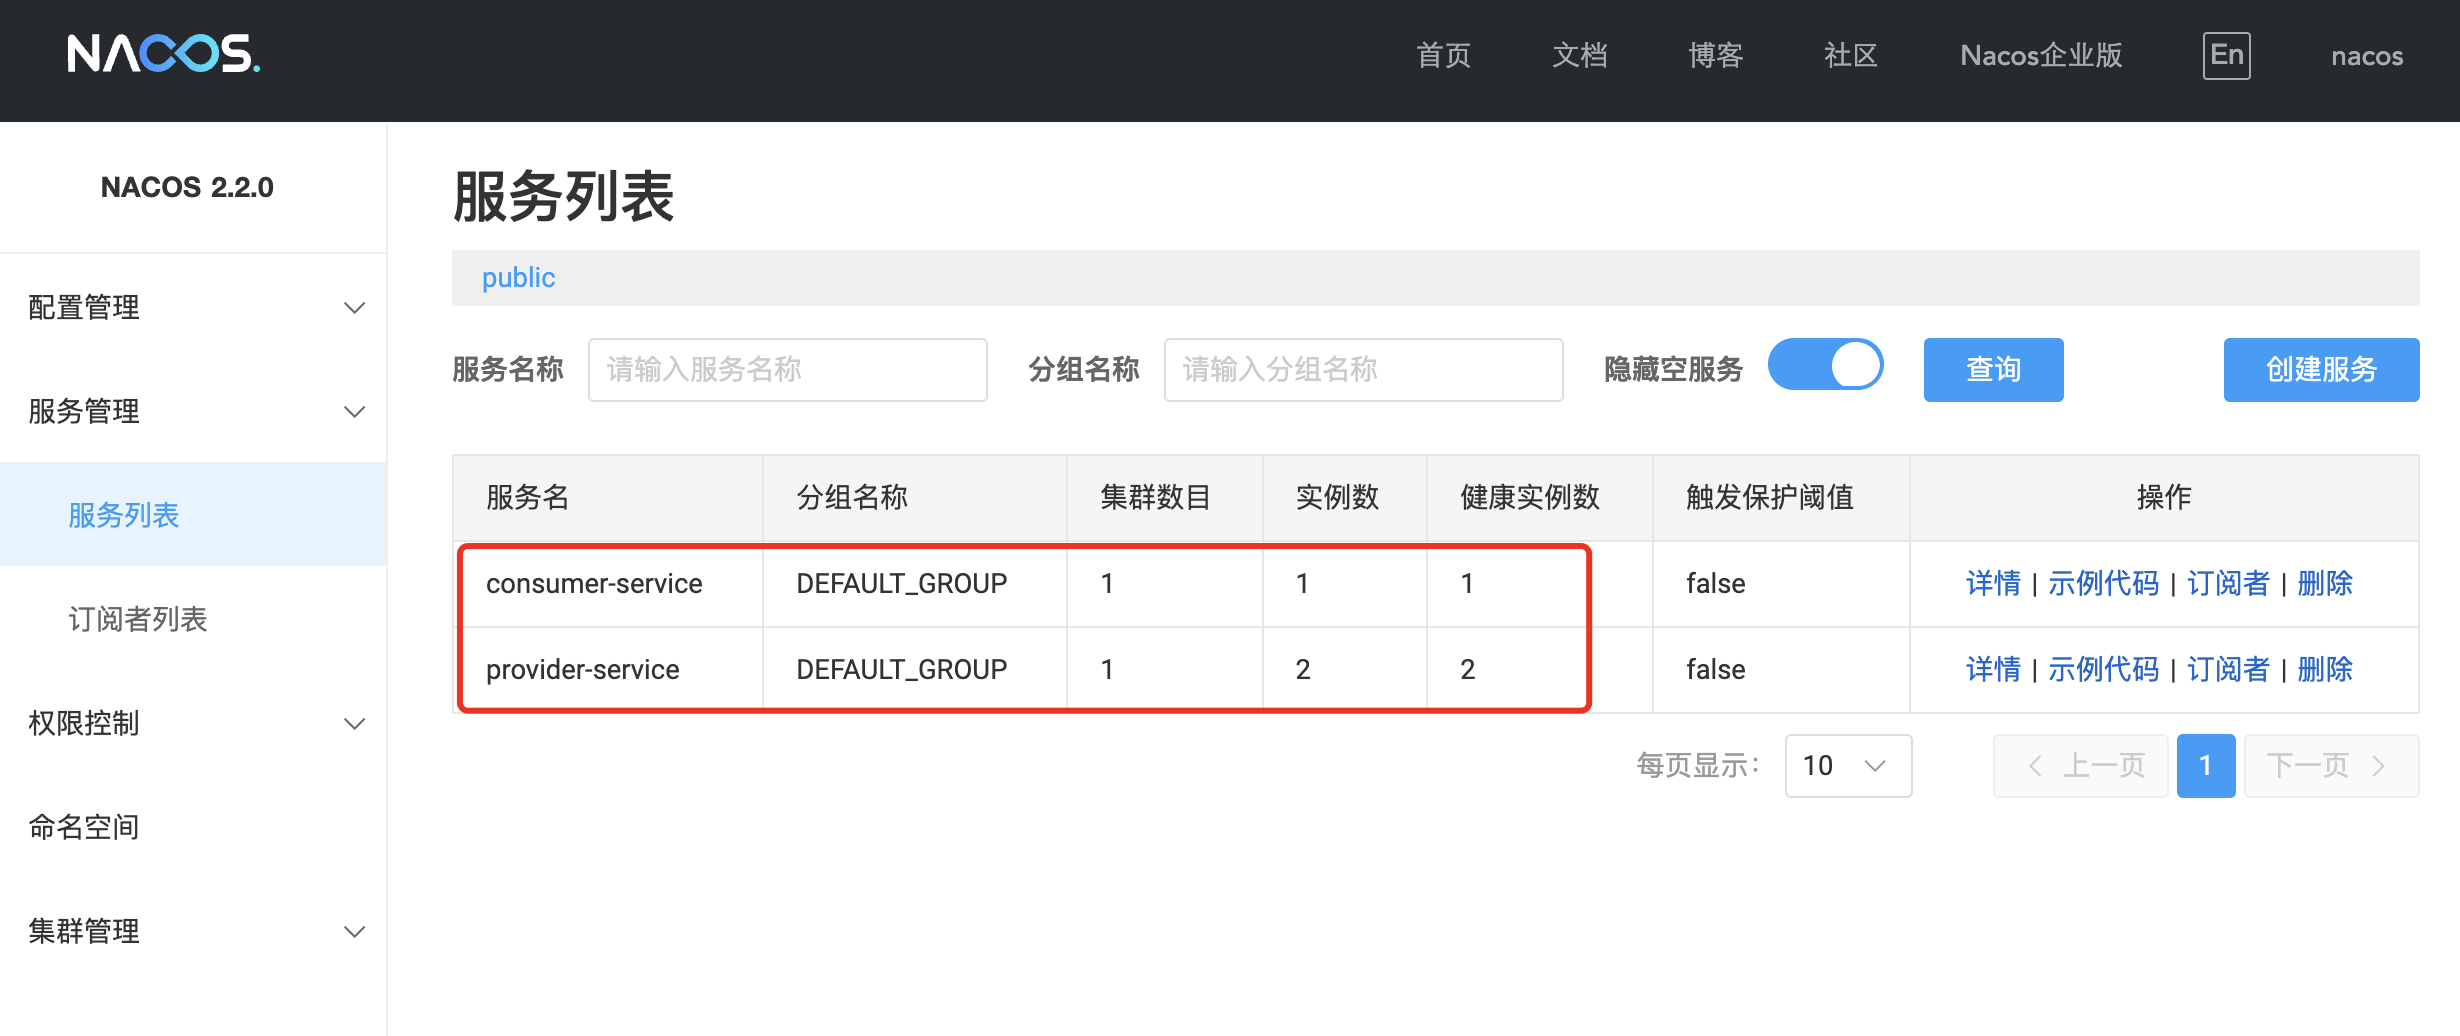 NACOS.
首页 文档 博客 社区 Nacos企业版 En nacos
NACOS 2.2.0
配置管理
服务管理
服务列表
订阅者列表
权限控制
命名空间
集群管理
服务列表
public
服务名称 请输入服务名称 分组名称 请输入分组名称 隐藏空服务 查询 创建服务
服务名 分组名称 集群数目 实例数 健康实例数 触发保护阈值 操作
consumer-service DEFAULT_GROUP 1 1 1 false 详情 | 示例代码 | 订阅者 | 删除
provider-service DEFAULT_GROUP 1 2 2 false 详情 | 示例代码 | 订阅者 | 删除
每页显示： 10 上一页 1 下一页